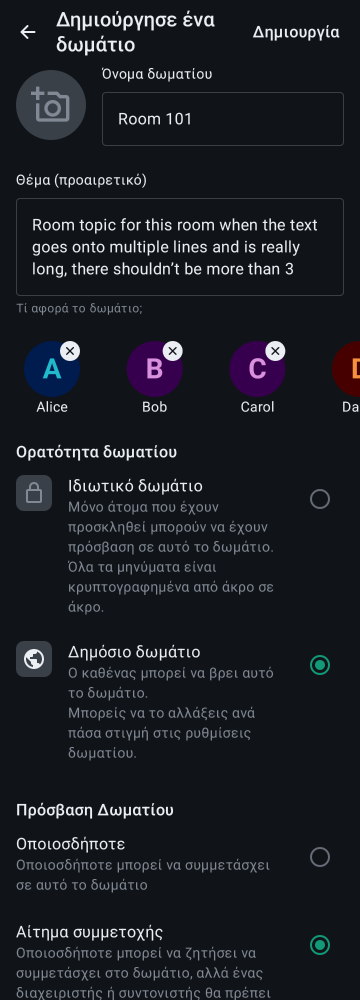 Δημιούργησε ένα
δωμάτιο
Δημιουργία
Όνομα δωματίου
Room 101
Θέμα (προαιρετικό)
Room topic for this room when the text
goes onto multiple lines and is really
long, there shouldn’t be more than 3
Τί αφορά το δωμάτιο;
A
B
C
D
Alice
Bob
Carol
Da
Ορατότητα δωματίου
Ιδιωτικό δωμάτιο
Μόνο άτομα που έχουν
προσκληθεί μπορούν να έχουν
πρόσβαση σε αυτό το δωμάτιο.
Όλα τα μηνύματα είναι
κρυπτογραφημένα από άκρο σε
άκρο.
Δημόσιο δωμάτιο
Ο καθένας μπορεί να βρει αυτό
το δωμάτιο.
Μπορείς να το αλλάξεις ανά
πάσα στιγμή στις ρυθμίσεις
δωματίου.
Πρόσβαση Δωματίου
Οποιοσδήποτε
Οποιοσδήποτε μπορεί να συμμετάσχει
σε αυτό το δωμάτιο
Αίτημα συμμετοχής
Οποιοσδήποτε μπορεί να ζητήσει να
συμμετάσχει στο δωμάτιο, αλλά ένας
διαχειριστής ή συντονιστής θα πρέπει